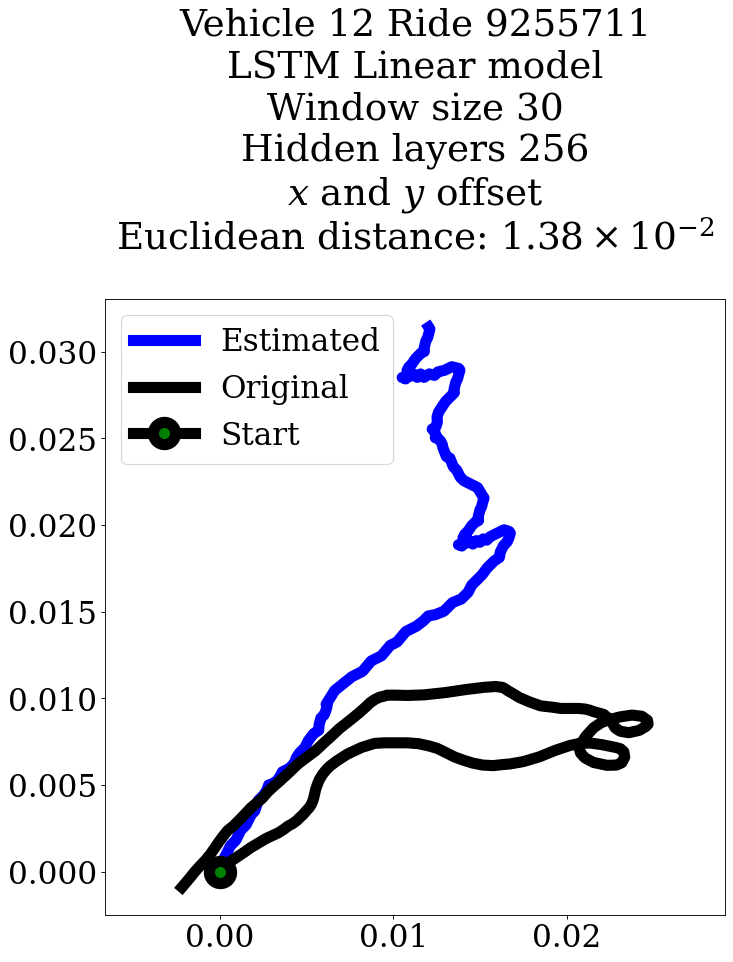 Vehicle 12 Ride 9255711
LSTM Linear model
Window size 30
Hidden layers 256
x and y offset
Euclidean distance: 1.38 × 10⁻²
Estimated
Original
Start
0.030
0.025
0.020
0.015
0.010
0.005
0.000
0.00 0.01 0.02